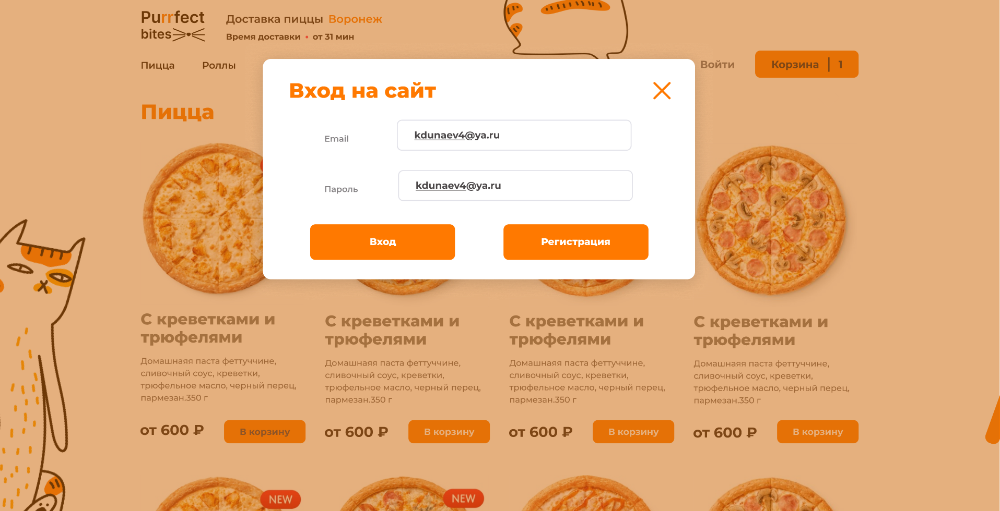 Purrfect
bites
Доставка пиццы Воронеж
Время доставки • от 31 мин
Пицца
Роллы
Войти
Корзина | 1
Пицца
Вход на сайт
Email
kdunaev4@ya.ru
Пароль
kdunaev4@ya.ru
Вход
Регистрация
С креветками и
трюфелями
Домашнаяя паста феттуччине,
сливочный соус, креветки,
трюфельное масло, черный перец,
пармезан.350 г
от 600 ₽
В корзину
С креветками и
трюфелями
Домашнаяя паста феттуччине,
сливочный соус, креветки,
трюфельное масло, черный перец,
пармезан.350 г
от 600 ₽
В корзину
С креветками и
трюфелями
Домашнаяя паста феттуччине,
сливочный соус, креветки,
трюфельное масло, черный перец,
пармезан.350 г
от 600 ₽
В корзину
С креветками и
трюфелями
Домашнаяя паста феттуччине,
сливочный соус, креветки,
трюфельное масло, черный перец,
пармезан.350 г
от 600 ₽
В корзину
NEW
NEW